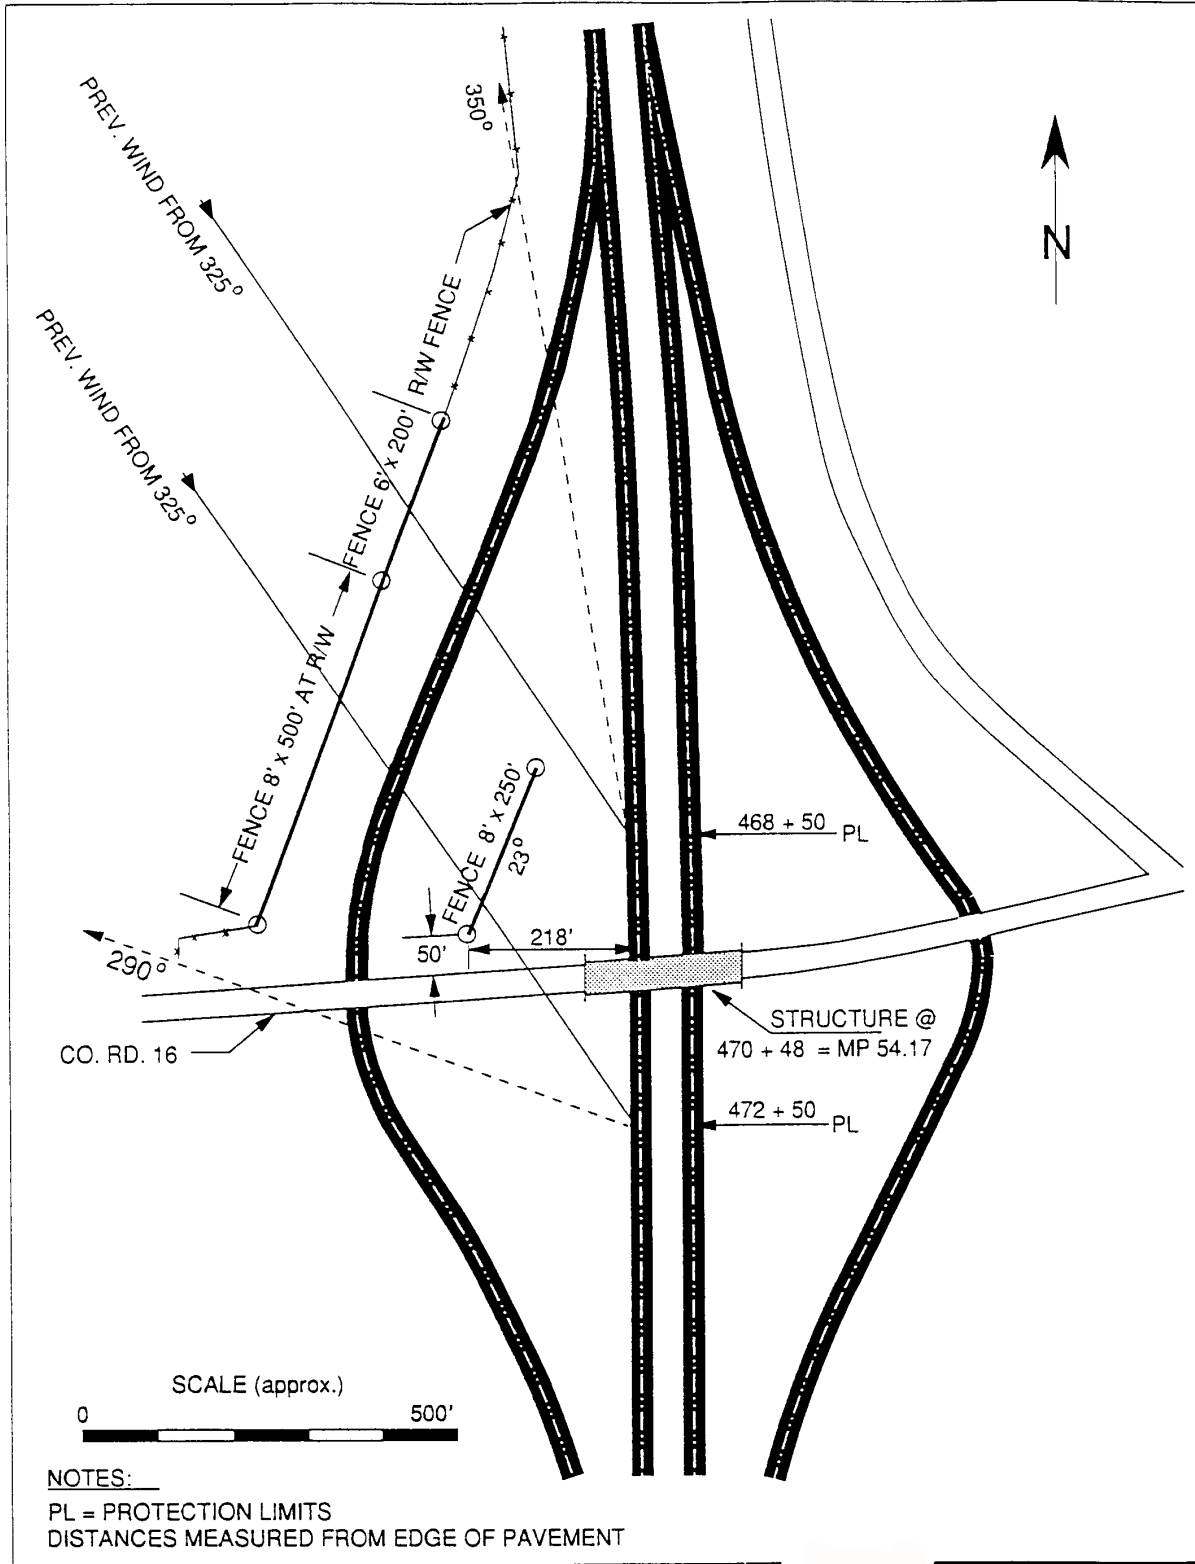 350°
PREV. WIND FROM 325°
N
R/W FENCE
PREV. WIND FROM 325°
FENCE 6' x 200'
FENCE 8' x 500' AT R/W
FENCE 8' x 250'
23°
468 + 50
PL
290°
50'
218'
STRUCTURE @
470 + 48 = MP 54.17
CO. RD. 16
472 + 50
PL
SCALE (approx.)
0 500'
NOTES:
PL = PROTECTION LIMITS
DISTANCES MEASURED FROM EDGE OF PAVEMENT